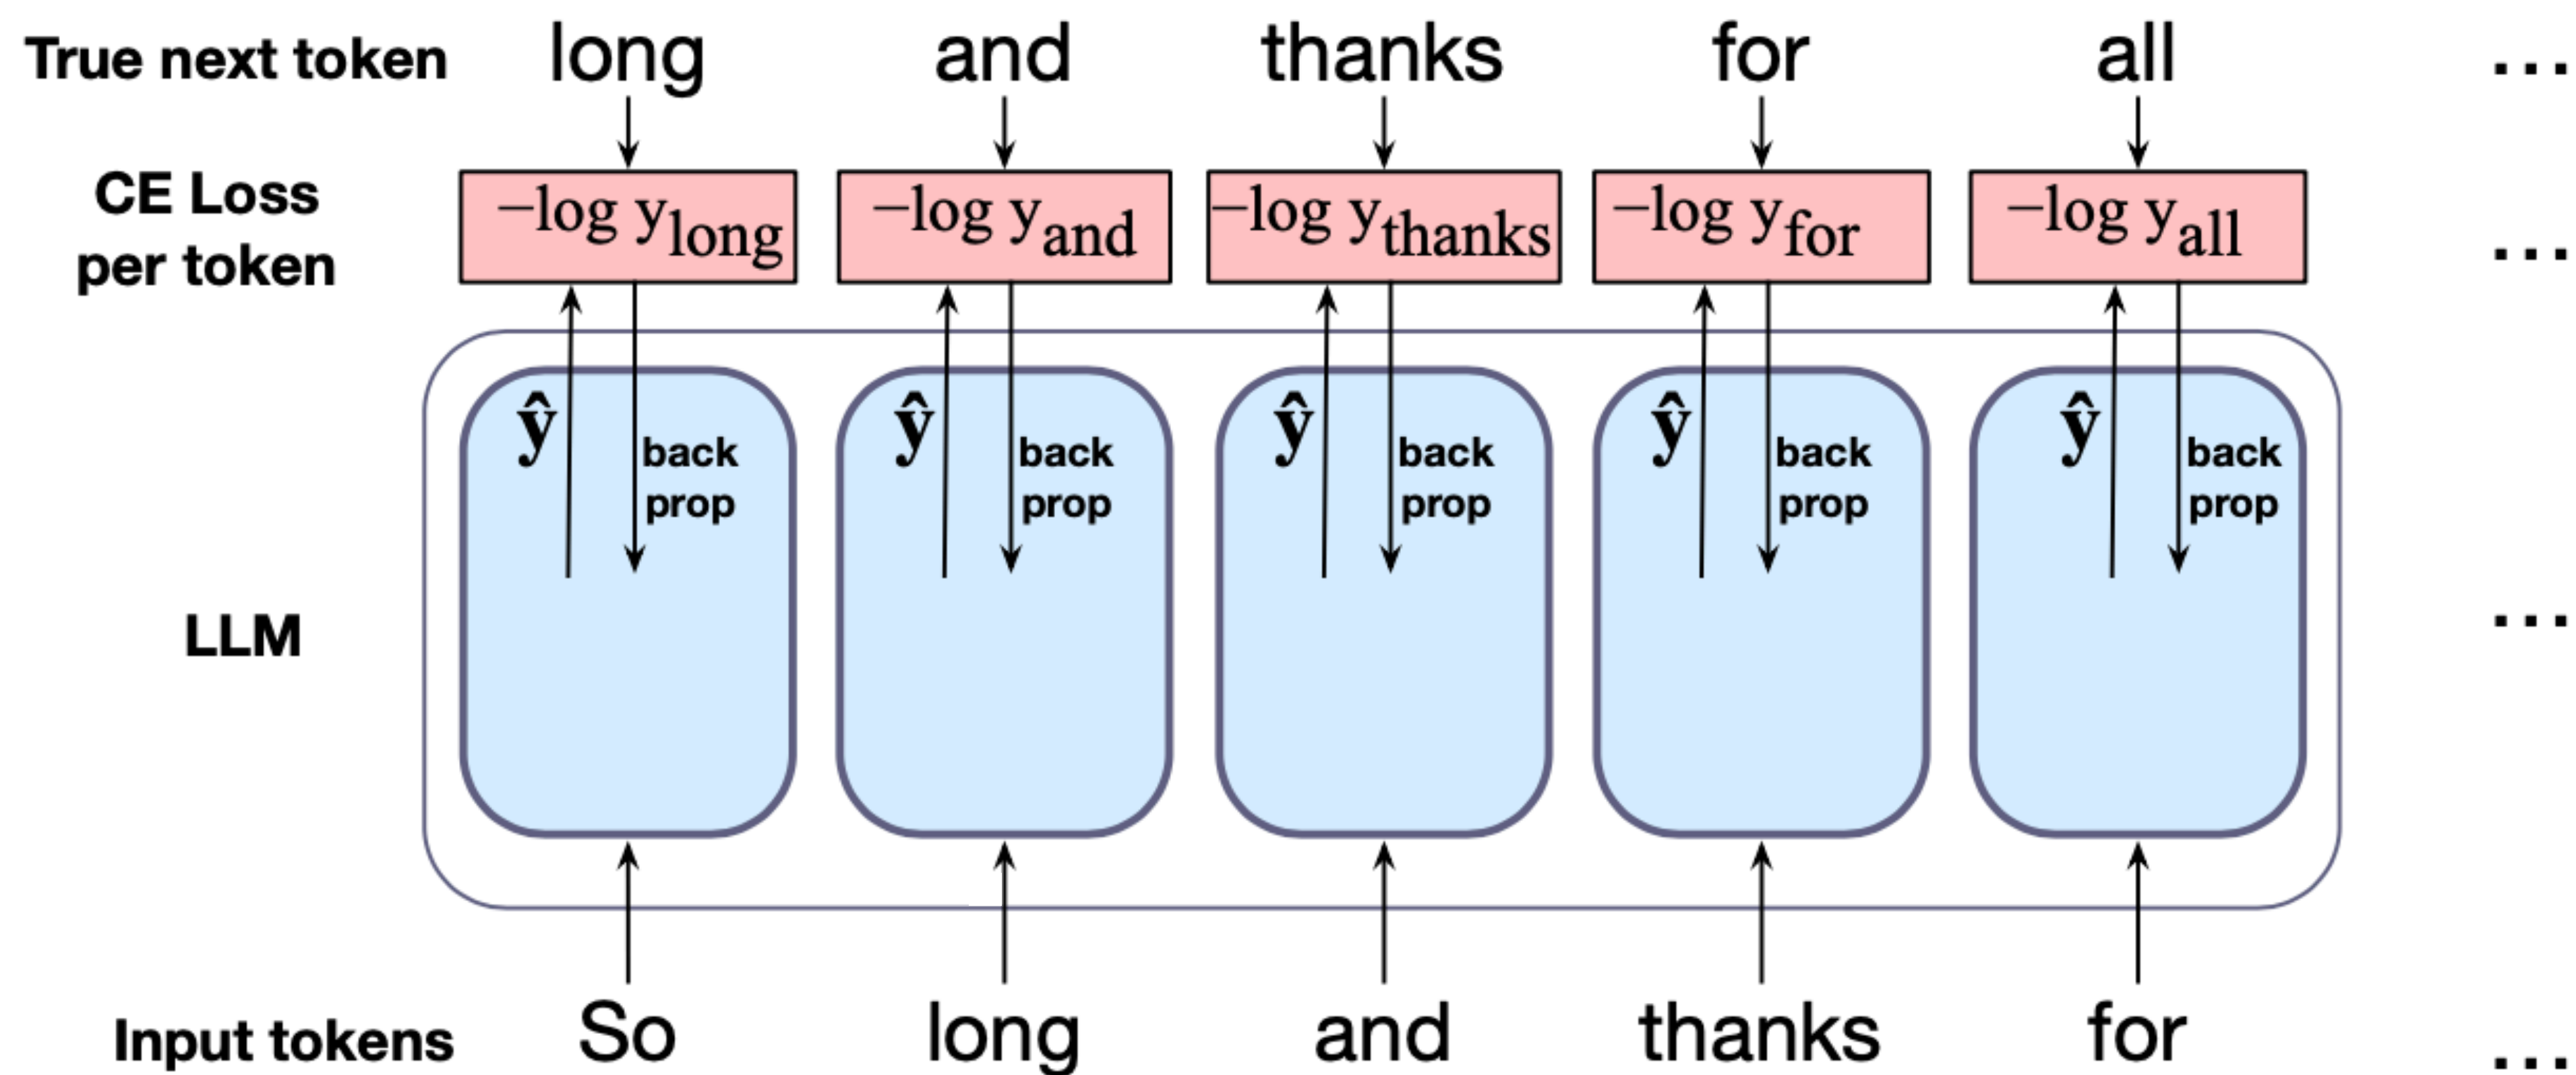 True next token long and thanks for all ...
CE Loss
per token
−log y_long −log y_and −log y_thanks −log y_for −log y_all ...
ŷ ŷ ŷ ŷ ŷ
back back back back back
prop prop prop prop prop
LLM ...
Input tokens So long and thanks for ...